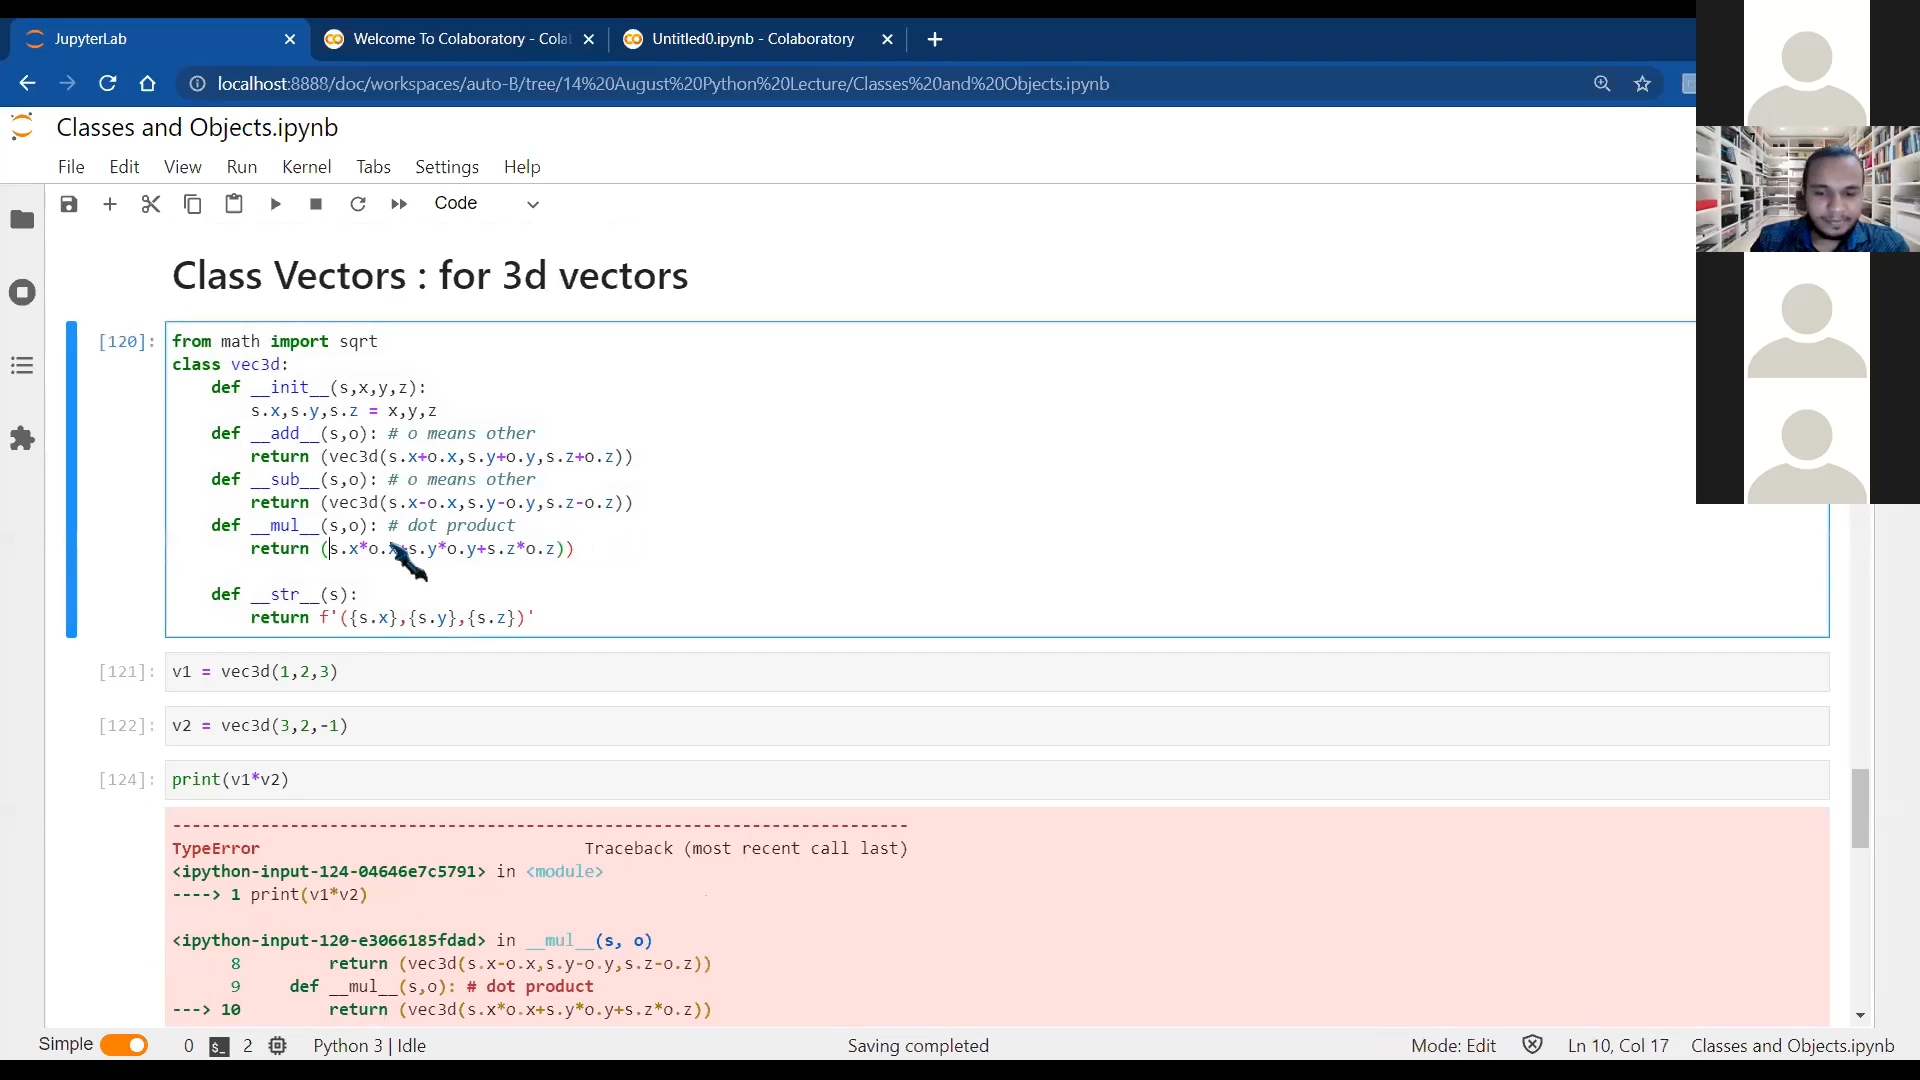 JupyterLab
Welcome To Colaboratory - Cola
Untitled0.ipynb - Colaboratory
localhost:8888/doc/workspaces/auto-B/tree/14%20August%20Python%20Lecture/Classes%20and%20Objects.ipynb
Classes and Objects.ipynb
File Edit View Run Kernel Tabs Settings Help
Code
Class Vectors : for 3d vectors
[120]:
from math import sqrt
class vec3d:
    def __init__(s,x,y,z):
        s.x,s.y,s.z = x,y,z
    def __add__(s,o): # o means other
        return (vec3d(s.x+o.x,s.y+o.y,s.z+o.z))
    def __sub__(s,o): # o means other
        return (vec3d(s.x-o.x,s.y-o.y,s.z-o.z))
    def __mul__(s,o): # dot product
        return (s.x*o.x+s.y*o.y+s.z*o.z))
    def __str__(s):
        return f'({s.x},{s.y},{s.z})'
[121]: v1 = vec3d(1,2,3)
[122]: v2 = vec3d(3,2,-1)
[124]: print(v1*v2)
---------------------------------------------------------------------------
TypeError                                 Traceback (most recent call last)
<ipython-input-124-04646e7c5791> in <module>
----> 1 print(v1*v2)
<ipython-input-120-e3066185fdad> in __mul__(s, o)
      8         return (vec3d(s.x-o.x,s.y-o.y,s.z-o.z))
      9     def __mul__(s,o): # dot product
---> 10         return (vec3d(s.x*o.x+s.y*o.y+s.z*o.z))
Simple 0 $_ 2 Python 3 | Idle Saving completed Mode: Edit Ln 10, Col 17 Classes and Objects.ipynb